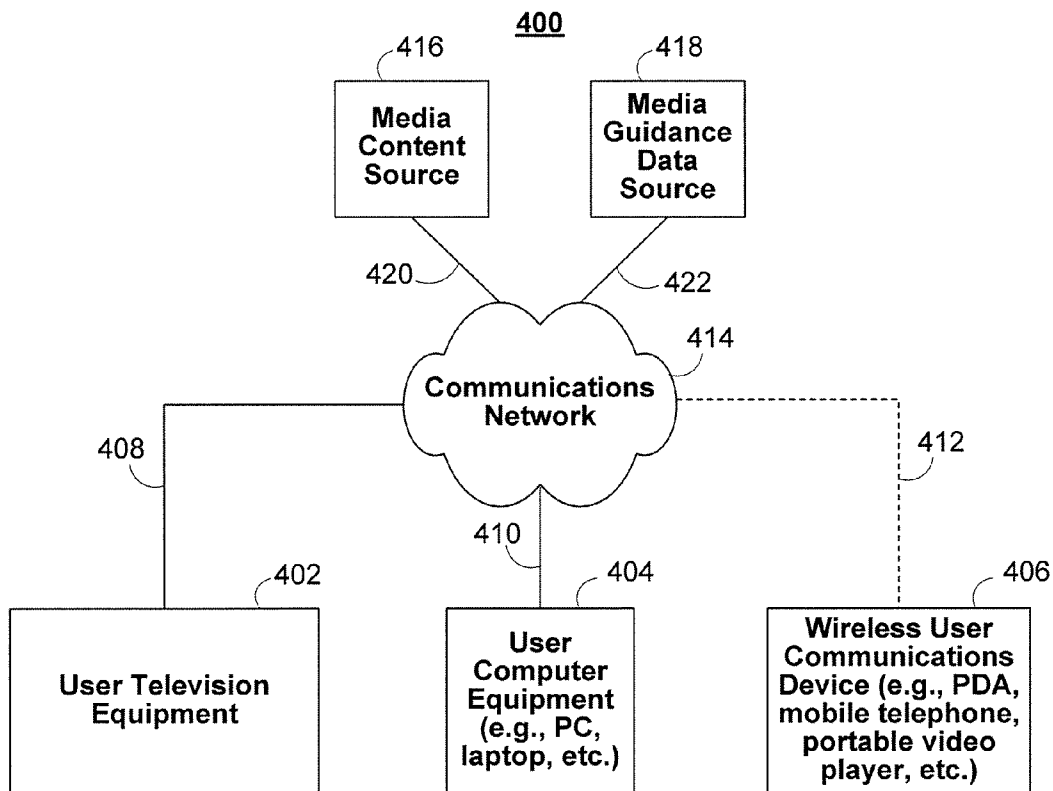 400
416
418
Media
Content
Source
Media
Guidance
Data
Source
420
422
414
Communications
Network
408
412
410
402
404
406
User Television
Equipment
User
Computer
Equipment
(e.g., PC,
laptop, etc.)
Wireless User
Communications
Device (e.g., PDA,
mobile telephone,
portable video
player, etc.)